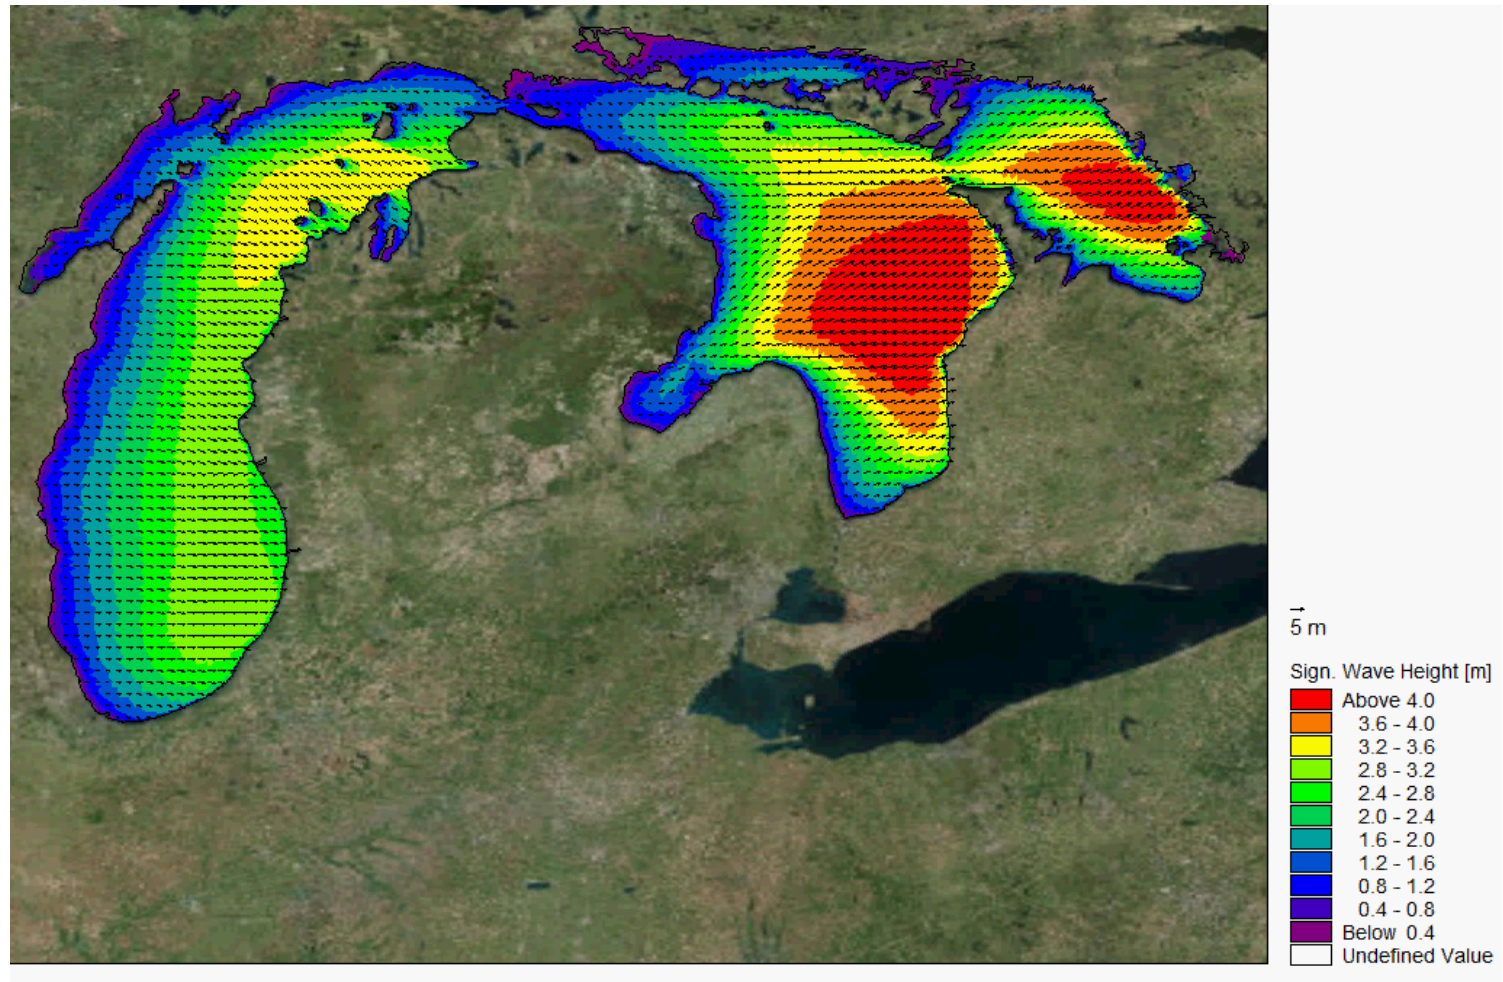 5 m
Sign. Wave Height [m]
Above 4.0
3.6 - 4.0
3.2 - 3.6
2.8 - 3.2
2.4 - 2.8
2.0 - 2.4
1.6 - 2.0
1.2 - 1.6
0.8 - 1.2
0.4 - 0.8
Below 0.4
Undefined Value